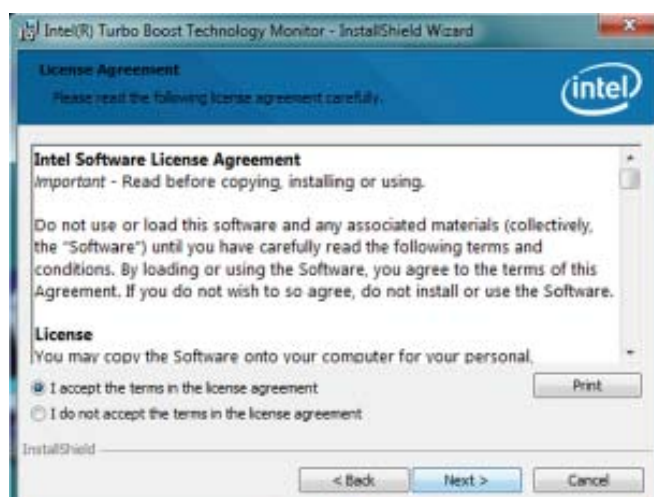 Intel(R) Turbo Boost Technology Monitor - InstallShield Wizard
License Agreement
Please read the following license agreement carefully.
intel
Intel Software License Agreement
Important - Read before copying, installing or using.
Do not use or load this software and any associated materials (collectively,
the "Software") until you have carefully read the following terms and
conditions. By loading or using the Software, you agree to the terms of this
Agreement. If you do not wish to so agree, do not install or use the Software.
License
You may copy the Software onto your computer for your personal,
I accept the terms in the license agreement
Print
I do not accept the terms in the license agreement
InstallShield
< Back
Next >
Cancel